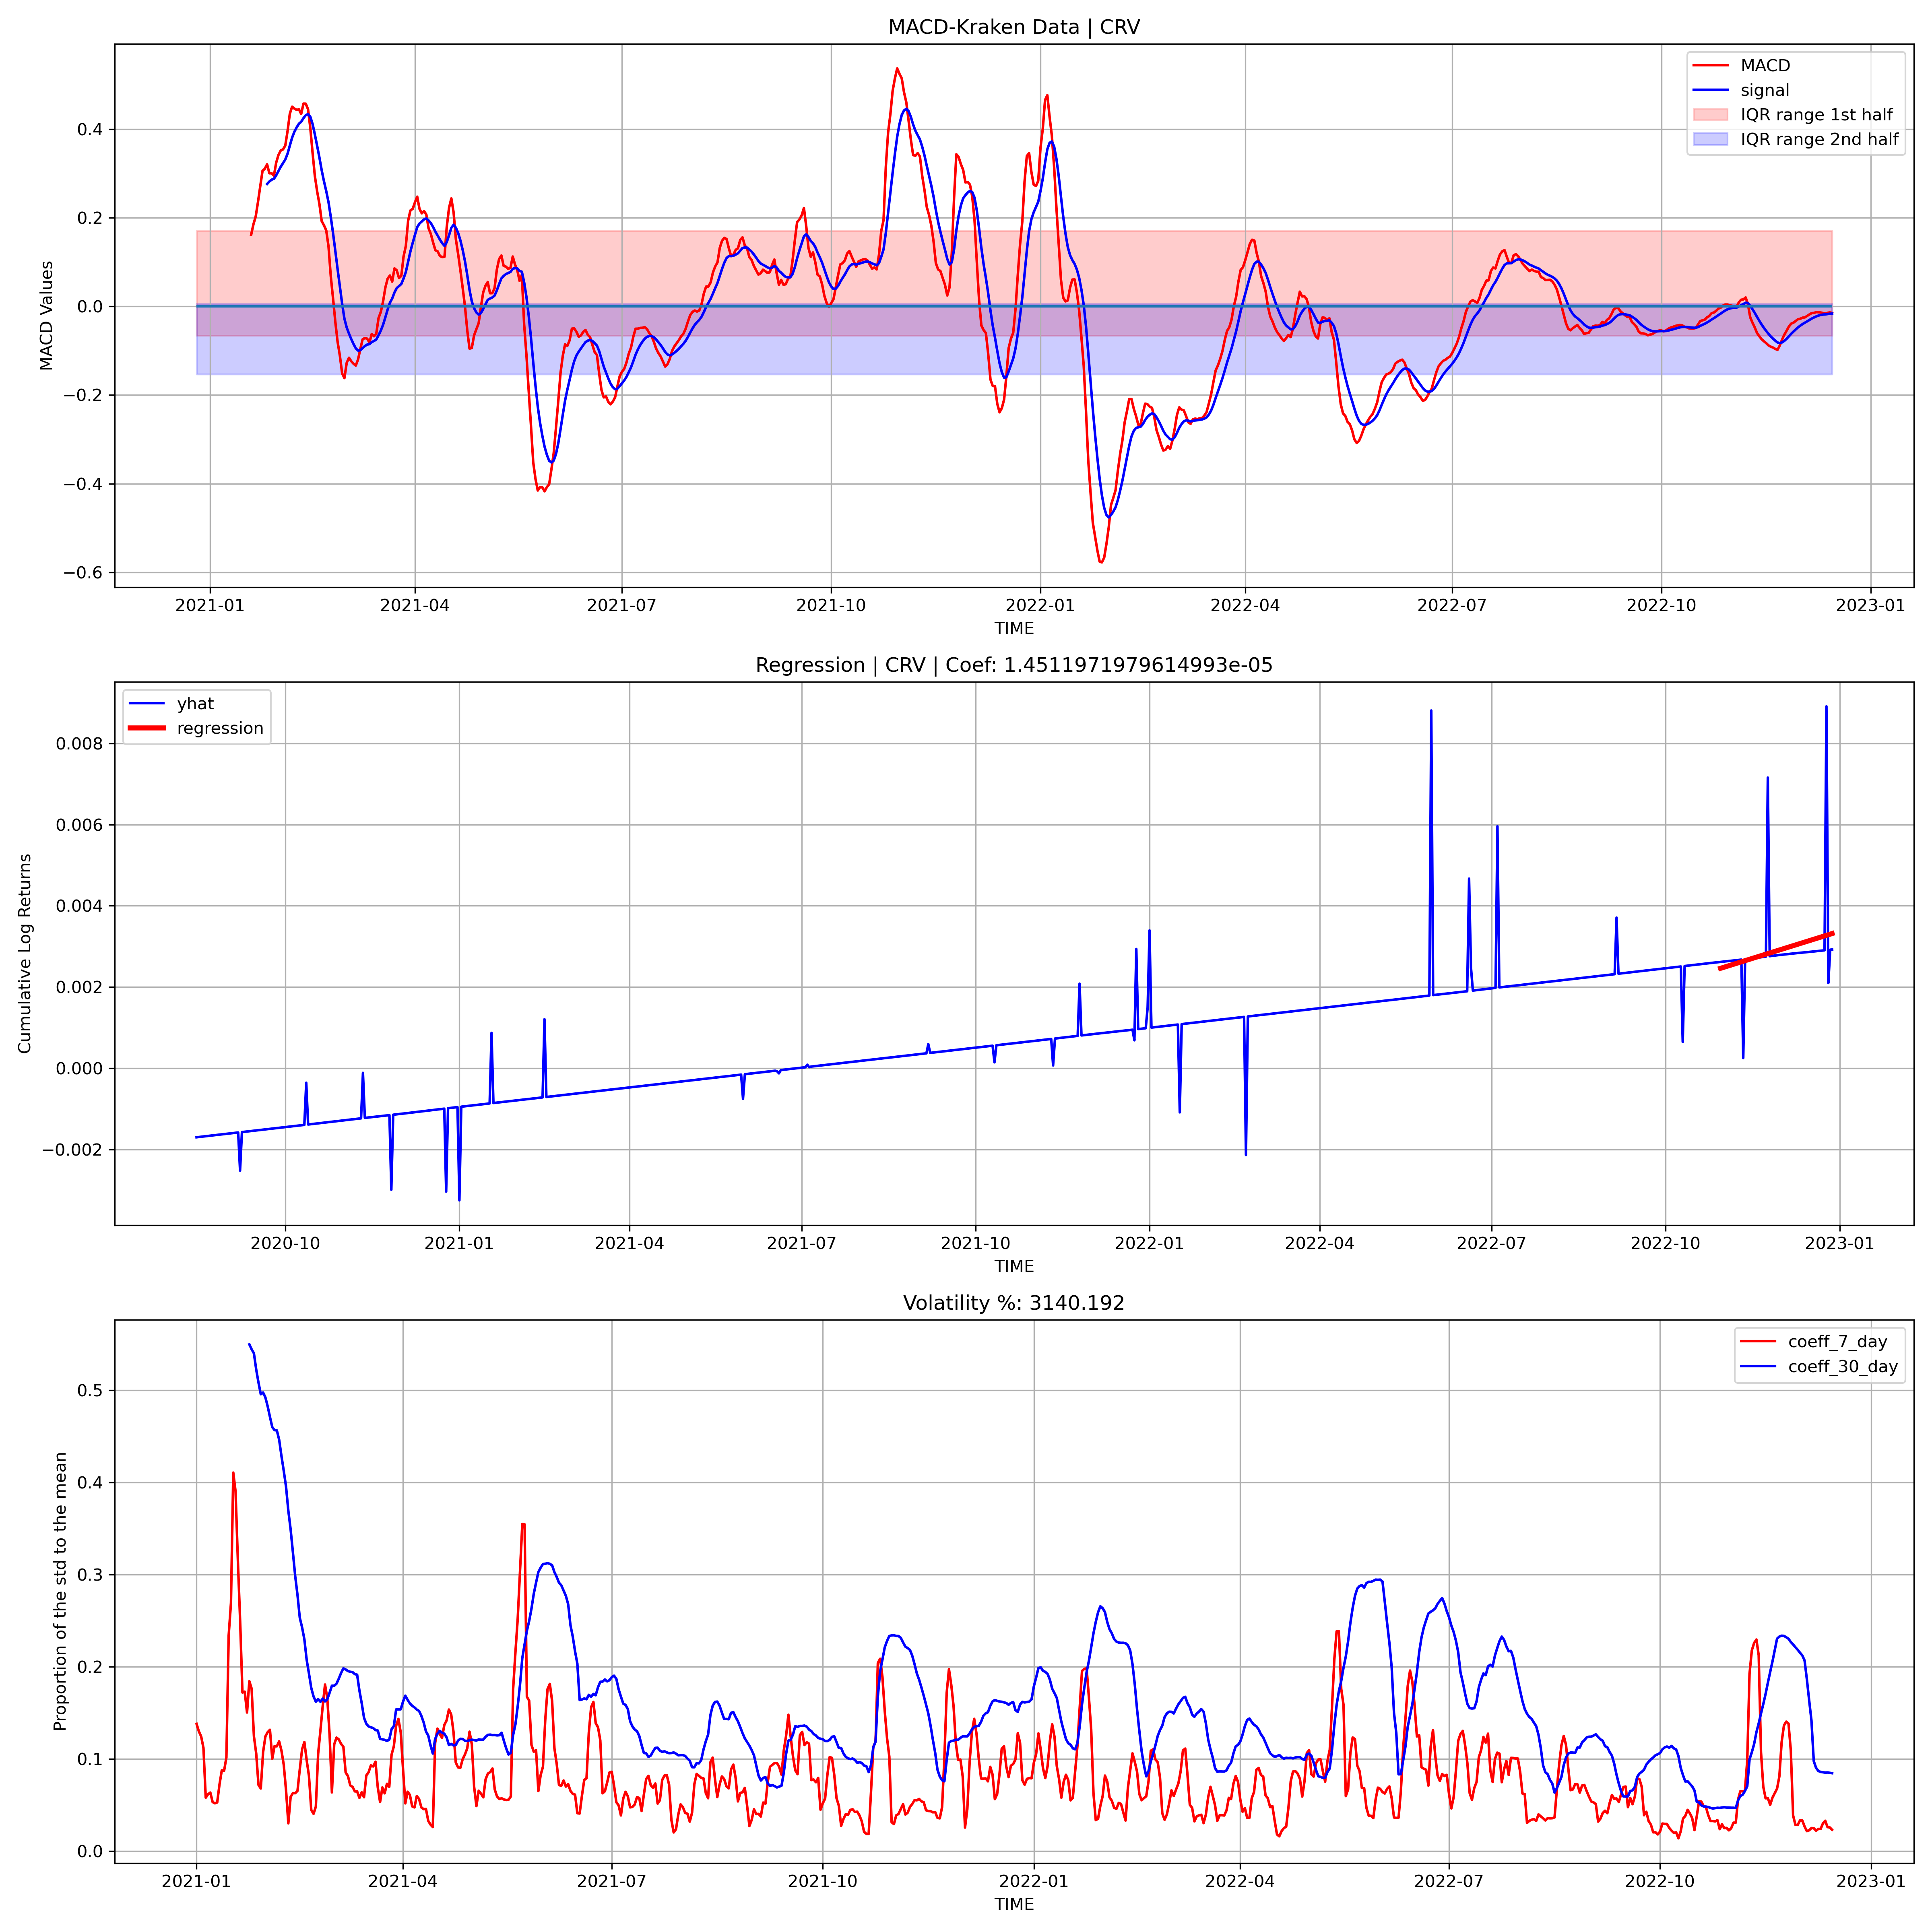 MACD-Kraken Data | CRV
MACD
signal
IQR range 1st half
IQR range 2nd half
MACD Values
0.4
0.2
0.0
−0.2
−0.4
−0.6
2021-01 2021-04 2021-07 2021-10 2022-01 2022-04 2022-07 2022-10 2023-01
TIME
Regression | CRV | Coef: 1.4511971979614993e-05
yhat
regression
Cumulative Log Returns
0.008
0.006
0.004
0.002
0.000
−0.002
2020-10 2021-01 2021-04 2021-07 2021-10 2022-01 2022-04 2022-07 2022-10 2023-01
TIME
Volatility %: 3140.192
coeff_7_day
coeff_30_day
Proportion of the std to the mean
0.5
0.4
0.3
0.2
0.1
0.0
2021-01 2021-04 2021-07 2021-10 2022-01 2022-04 2022-07 2022-10 2023-01
TIME